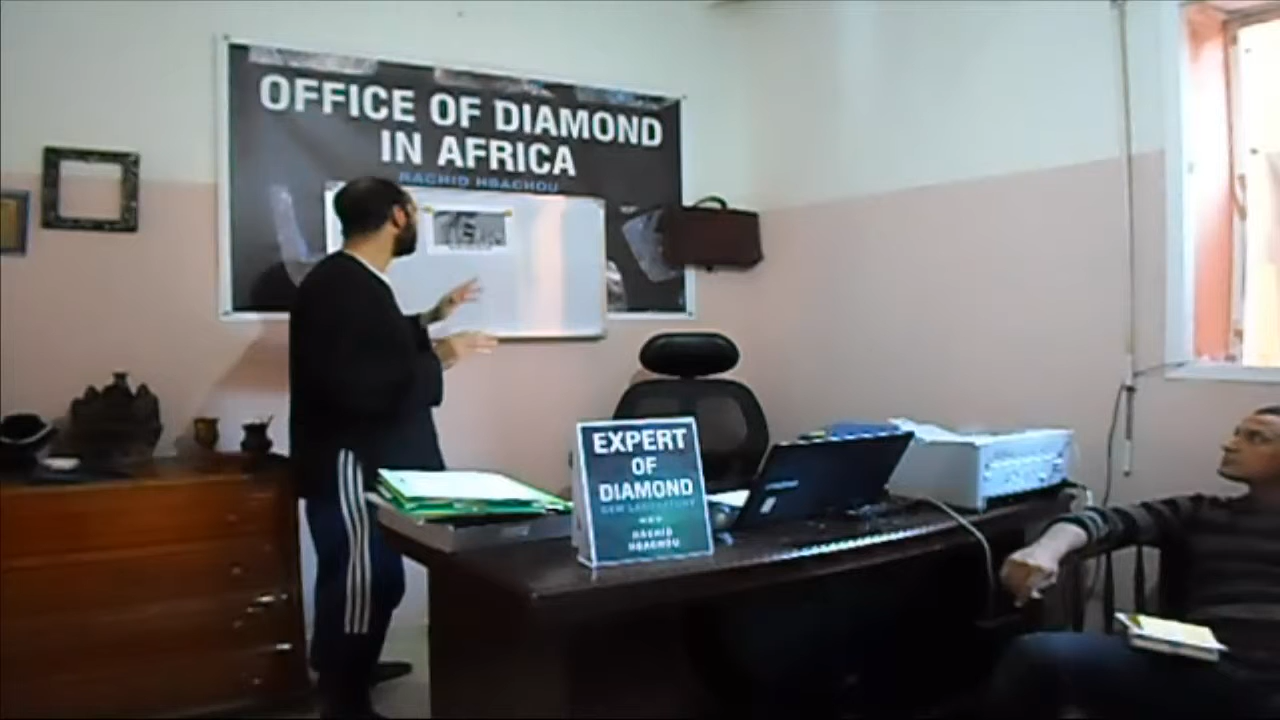 OFFICE OF DIAMOND
IN AFRICA
RACHID HBACHOU
EXPERT
OF
DIAMOND
GEM LABORATORY
RACHID
HBACHOU